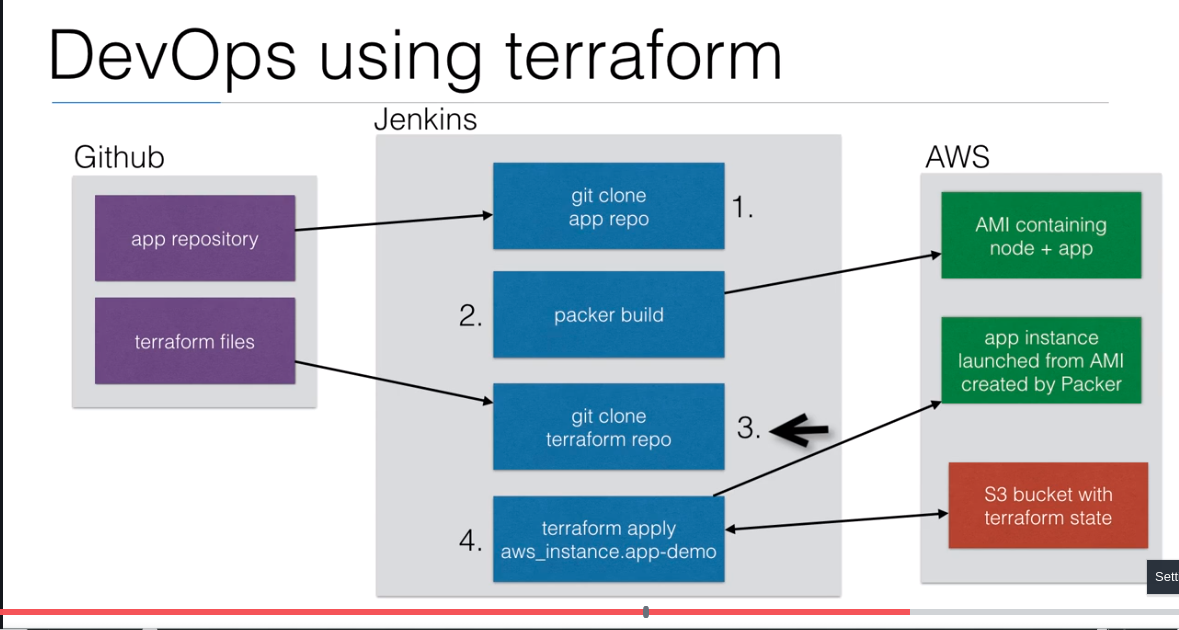 DevOps using terraform
Github
app repository
terraform files
Jenkins
git clone
app repo
1.
2.
packer build
git clone
terraform repo
3.
4.
terraform apply
aws_instance.app-demo
AWS
AMI containing
node + app
app instance
launched from AMI
created by Packer
S3 bucket with
terraform state
Sett